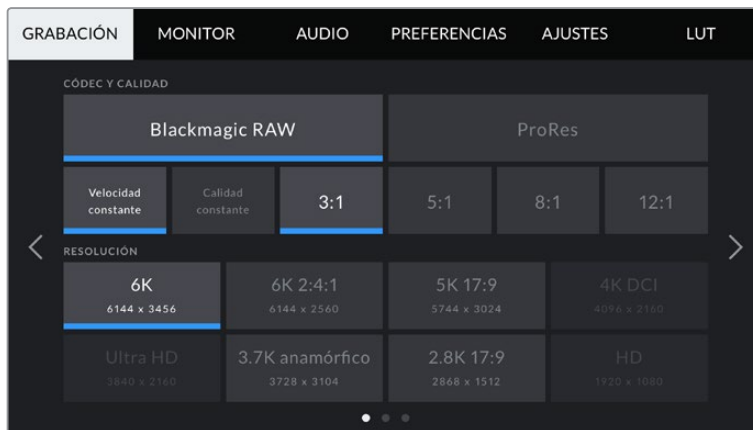 GRABACIÓN MONITOR AUDIO PREFERENCIAS AJUSTES LUT
CÓDEC Y CALIDAD
Blackmagic RAW ProRes
Velocidad constante Calidad constante 3:1 5:1 8:1 12:1
RESOLUCIÓN
6K 6K 2:4:1 5K 17:9 4K DCI
6144 x 3456 6144 x 2560 5744 x 3024 4096 x 2160
Ultra HD 3.7K anamórfico 2.8K 17:9 HD
3840 x 2160 3728 x 3104 2868 x 1512 1920 x 1080